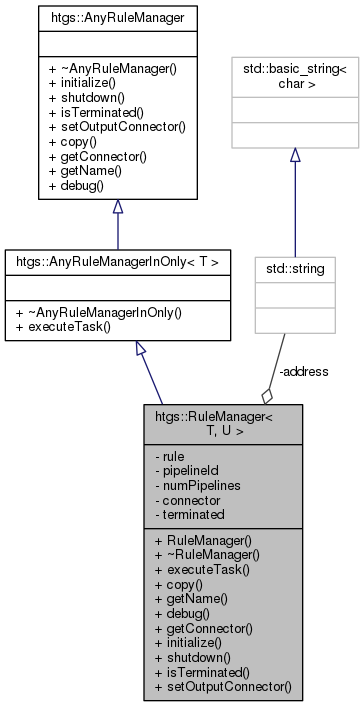 htgs::AnyRuleManager
+ ~AnyRuleManager()
+ initialize()
+ shutdown()
+ isTerminated()
+ setOutputConnector()
+ copy()
+ getConnector()
+ getName()
+ debug()
std::basic_string<
char >
htgs::AnyRuleManagerInOnly< T >
+ ~AnyRuleManagerInOnly()
+ executeTask()
std::string
-address
htgs::RuleManager<
T, U >
- rule
- pipelineId
- numPipelines
- connector
- terminated
+ RuleManager()
+ ~RuleManager()
+ executeTask()
+ copy()
+ getName()
+ debug()
+ getConnector()
+ initialize()
+ shutdown()
+ isTerminated()
+ setOutputConnector()